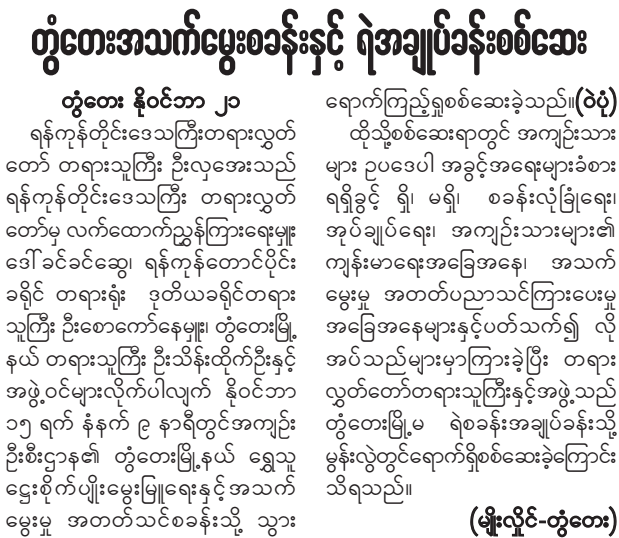 တွံတေးအသက်မွေးစခန်းနှင့် ရဲအချုပ်ခန်းစစ်ဆေး
တွံတေး နိုဝင်ဘာ ၂၁
ရန်ကုန်တိုင်းဒေသကြီးတရားလွှတ်
တော် တရားသူကြီး ဦးလှအေးသည်
ရန်ကုန်တိုင်းဒေသကြီး တရားလွှတ်
တော်မှ လက်ထောက်ညွှန်ကြားရေးမှူး
ဒေါ်ခင်ခင်ဆွေ၊ ရန်ကုန်တောင်ပိုင်း
ခရိုင် တရားရုံး ဒုတိယခရိုင်တရား
သူကြီး ဦးစောကျော်နေမှူး၊ တွံတေးမြို့
နယ် တရားသူကြီး ဦးသိန်းထိုက်ဦးနှင့်
အဖွဲ့ဝင်များလိုက်ပါလျက် နိုဝင်ဘာ
၁၅ ရက် နံနက် ၉ နာရီတွင်အကျဉ်း
ဦးစီးဌာန၏ တွံတေးမြို့နယ် ရွှေသူ
ဋ္ဌေးစိုက်ပျိုးမွေးမြူရေးနှင့်အသက်
မွေးမှု အတတ်သင်စခန်းသို့ သွား
ရောက်ကြည့်ရှုစစ်ဆေးခဲ့သည်။(ဝဲပုံ)
ထိုသို့စစ်ဆေးရာတွင် အကျဉ်းသား
များ ဥပဒေပါ အခွင့်အရေးများခံစား
ရရှိခွင့် ရှိ၊ မရှိ၊ စခန်းလုံခြုံရေး၊
အုပ်ချုပ်ရေး၊ အကျဉ်းသားများ၏
ကျန်းမာရေးအခြေအနေ၊ အသက်
မွေးမှု အတတ်ပညာသင်ကြားပေးမှု
အခြေအနေများနှင့်ပတ်သက်၍ လို
အပ်သည်များမှာကြားခဲ့ပြီး တရား
လွှတ်တော်တရားသူကြီးနှင့်အဖွဲ့သည်
တွံတေးမြို့မ ရဲစခန်းအချုပ်ခန်းသို့
မွန်းလွဲတွင်ရောက်ရှိစစ်ဆေးခဲ့ကြောင်း
သိရသည်။
(မျိုးလှိုင်-တွံတေး)